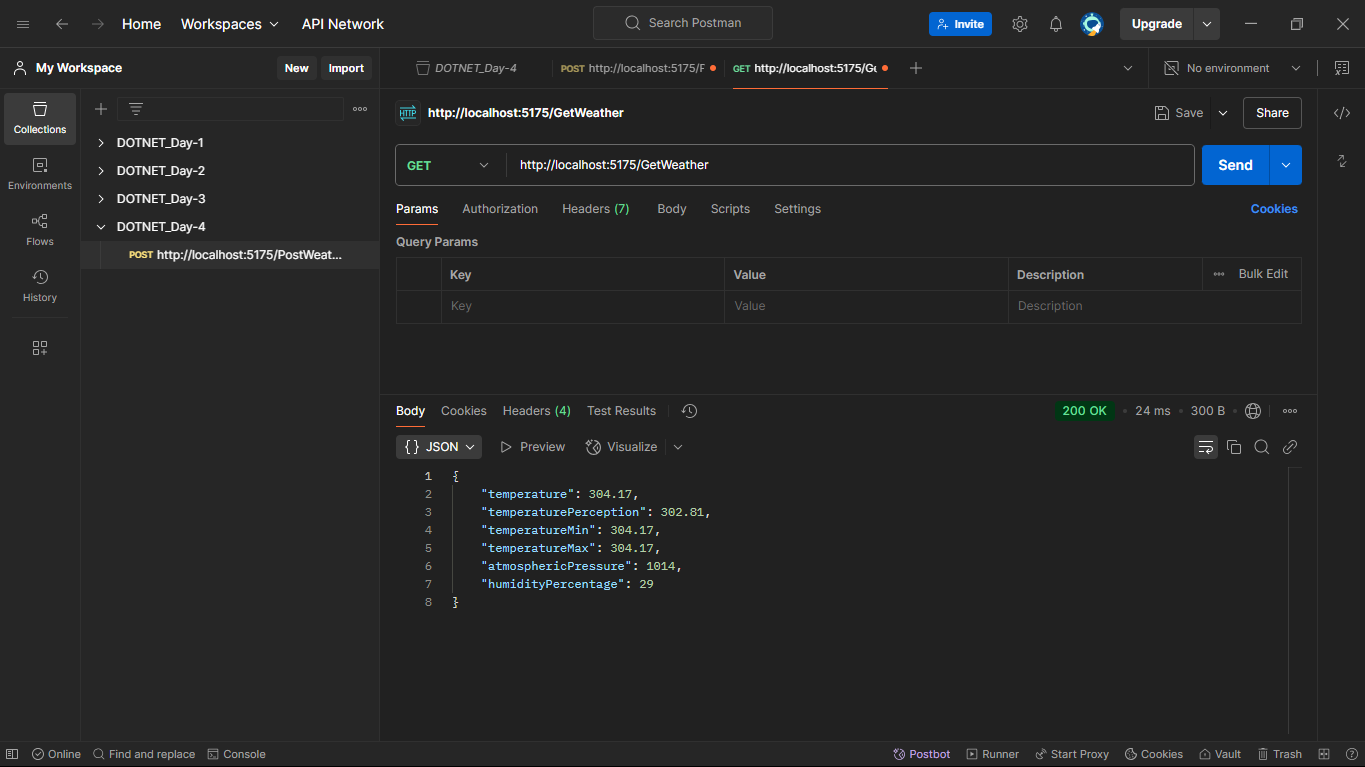 Home Workspaces API Network Search Postman Invite Upgrade
My Workspace New Import
DOTNET_Day-4 POST http://localhost:5175/F GET http://localhost:5175/Ge No environment
Collections
Environments
Flows
History
DOTNET_Day-1
DOTNET_Day-2
DOTNET_Day-3
DOTNET_Day-4
POST http://localhost:5175/PostWeat...
HTTP http://localhost:5175/GetWeather Save Share
GET http://localhost:5175/GetWeather Send
Params Authorization Headers (7) Body Scripts Settings Cookies
Query Params
Key Value Description Bulk Edit
Key Value Description
Body Cookies Headers (4) Test Results 200 OK • 24 ms • 300 B
{} JSON Preview Visualize
1 {
2 "temperature": 304.17,
3 "temperaturePerception": 302.81,
4 "temperatureMin": 304.17,
5 "temperatureMax": 304.17,
6 "atmosphericPressure": 1014,
7 "humidityPercentage": 29
8 }
Online Find and replace Console Postbot Runner Start Proxy Cookies Vault Trash